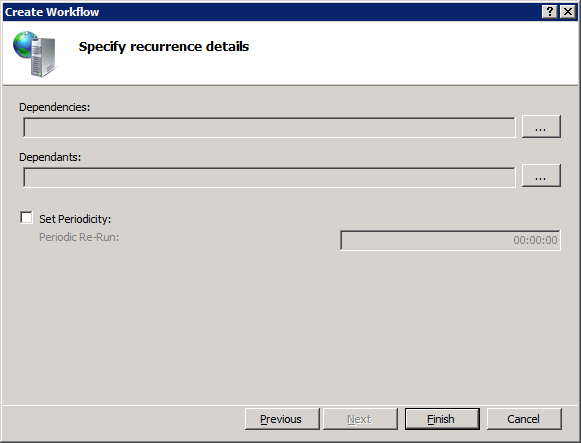 Create Workflow
Specify recurrence details
Dependencies:
...
Dependants:
...
Set Periodicity:
Periodic Re-Run: 00:00:00
Previous Next Finish Cancel